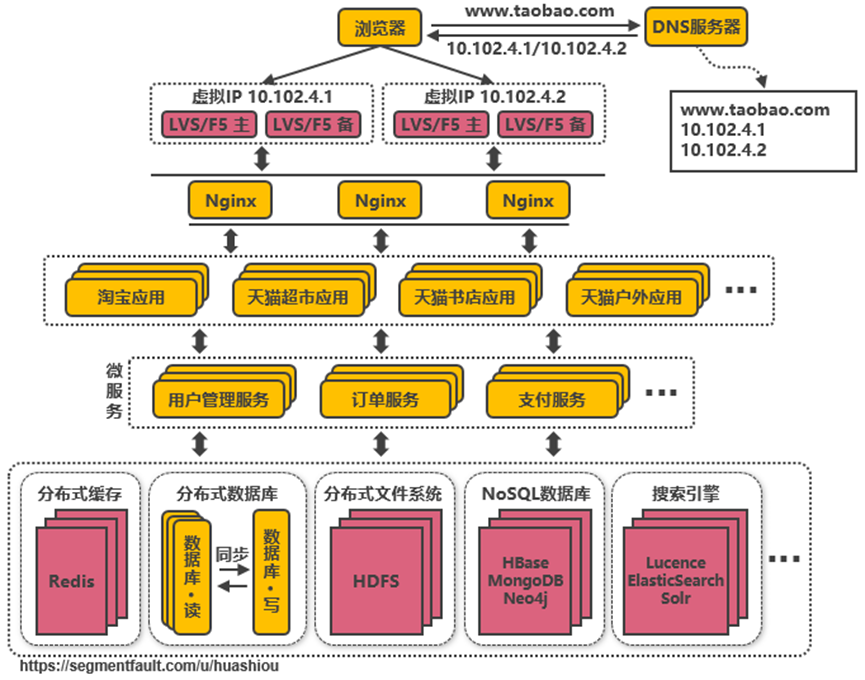 浏览器
www.taobao.com
10.102.4.1/10.102.4.2
DNS服务器
虚拟IP 10.102.4.1
LVS/F5 主
LVS/F5 备
虚拟IP 10.102.4.2
LVS/F5 主
LVS/F5 备
www.taobao.com
10.102.4.1
10.102.4.2
Nginx
Nginx
Nginx
淘宝应用
天猫超市应用
天猫书店应用
天猫户外应用
...
微服务
用户管理服务
订单服务
支付服务
...
分布式缓存
Redis
分布式数据库
数据库·读
同步
数据库·写
分布式文件系统
HDFS
NoSQL数据库
HBase
MongoDB
Neo4j
搜索引擎
Lucence
ElasticSearch
Solr
...
https://segmentfault.com/u/huashiou